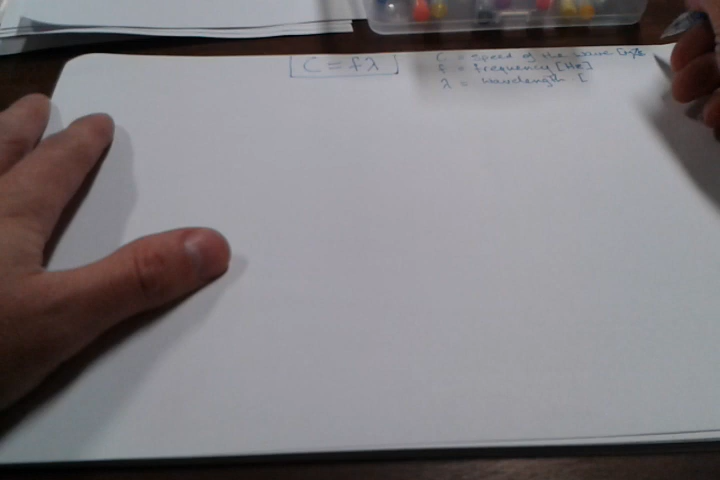 C = fλ
C = speed of the wave [m/s
f = frequency [Hz]
λ = wavelength [